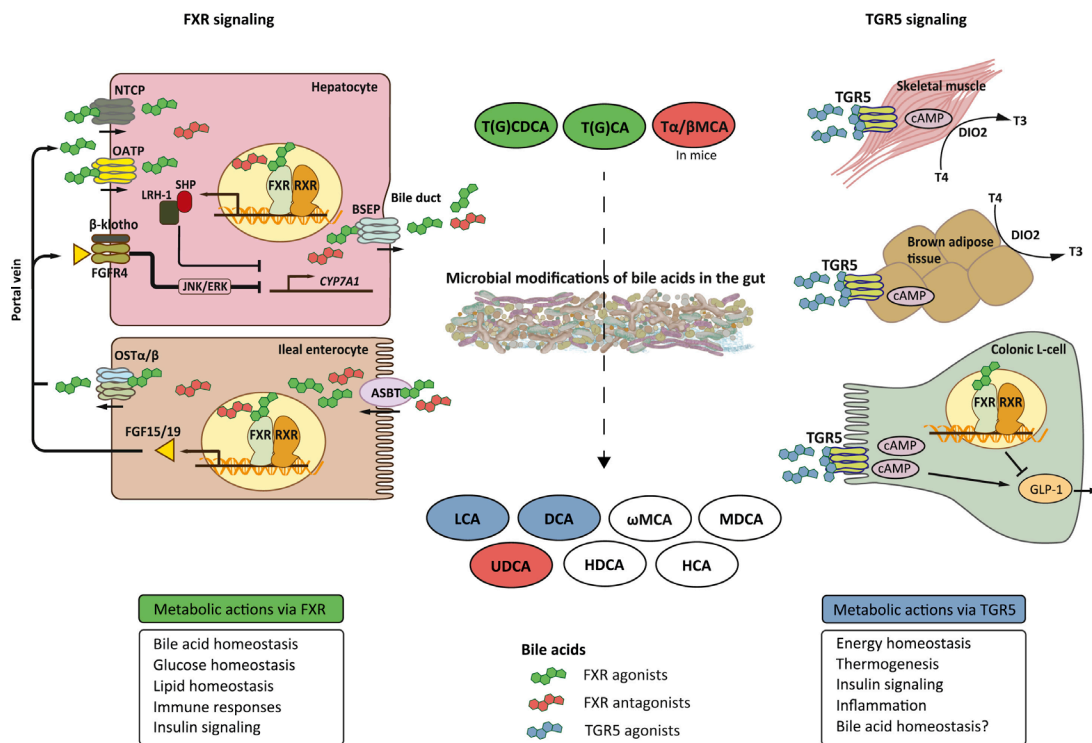 FXR signaling
TGR5 signaling
NTCP
Hepatocyte
OATP
LRH-1
SHP
FXR
RXR
β-klotho
FGFR4
JNK/ERK
CYP7A1
BSEP
Bile duct
Portal vein
OSTα/β
Ileal enterocyte
ASBT
FGF15/19
FXR
RXR
T(G)CDCA
T(G)CA
Tα/βMCA
In mice
Microbial modifications of bile acids in the gut
LCA
DCA
ωMCA
MDCA
UDCA
HDCA
HCA
Skeletal muscle
TGR5
cAMP
DIO2
T3
T4
T4
DIO2
T3
Brown adipose
tissue
TGR5
cAMP
Colonic L-cell
FXR
RXR
TGR5
cAMP
cAMP
GLP-1
Metabolic actions via FXR
Bile acid homeostasis
Glucose homeostasis
Lipid homeostasis
Immune responses
Insulin signaling
Bile acids
FXR agonists
FXR antagonists
TGR5 agonists
Metabolic actions via TGR5
Energy homeostasis
Thermogenesis
Insulin signaling
Inflammation
Bile acid homeostasis?